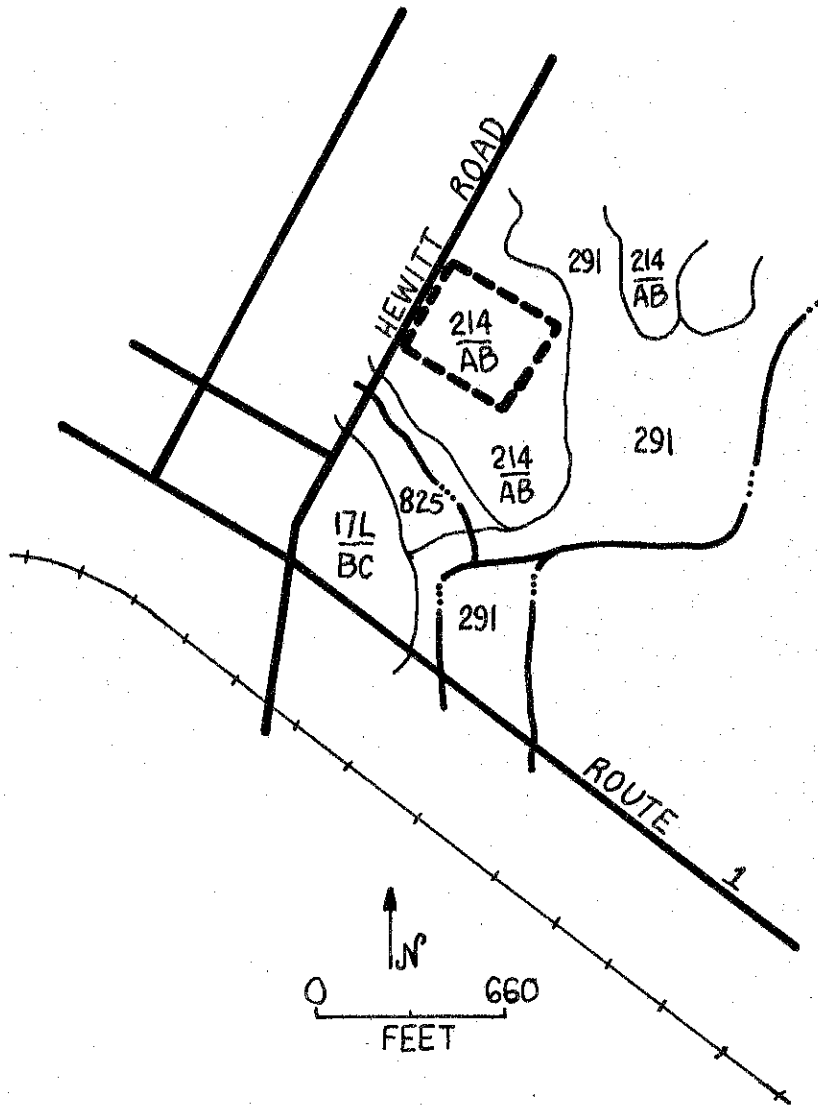 HEWITT ROAD
291
214
AB
214
AB
291
214
AB
825
17L
BC
291
ROUTE 1
N
0 660
FEET